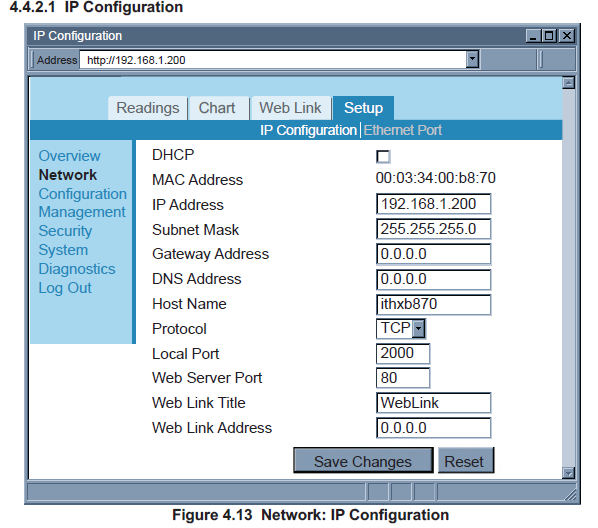 4.4.2.1 IP Configuration
IP Configuration
Address http://192.168.1.200
Readings Chart Web Link Setup
IP Configuration Ethernet Port
Overview
Network
Configuration
Management
Security
System
Diagnostics
Log Out
DHCP
MAC Address 00:03:34:00:b8:70
IP Address 192.168.1.200
Subnet Mask 255.255.255.0
Gateway Address 0.0.0.0
DNS Address 0.0.0.0
Host Name ithxb870
Protocol TCP
Local Port 2000
Web Server Port 80
Web Link Title WebLink
Web Link Address 0.0.0.0
Save Changes Reset
Figure 4.13 Network: IP Configuration